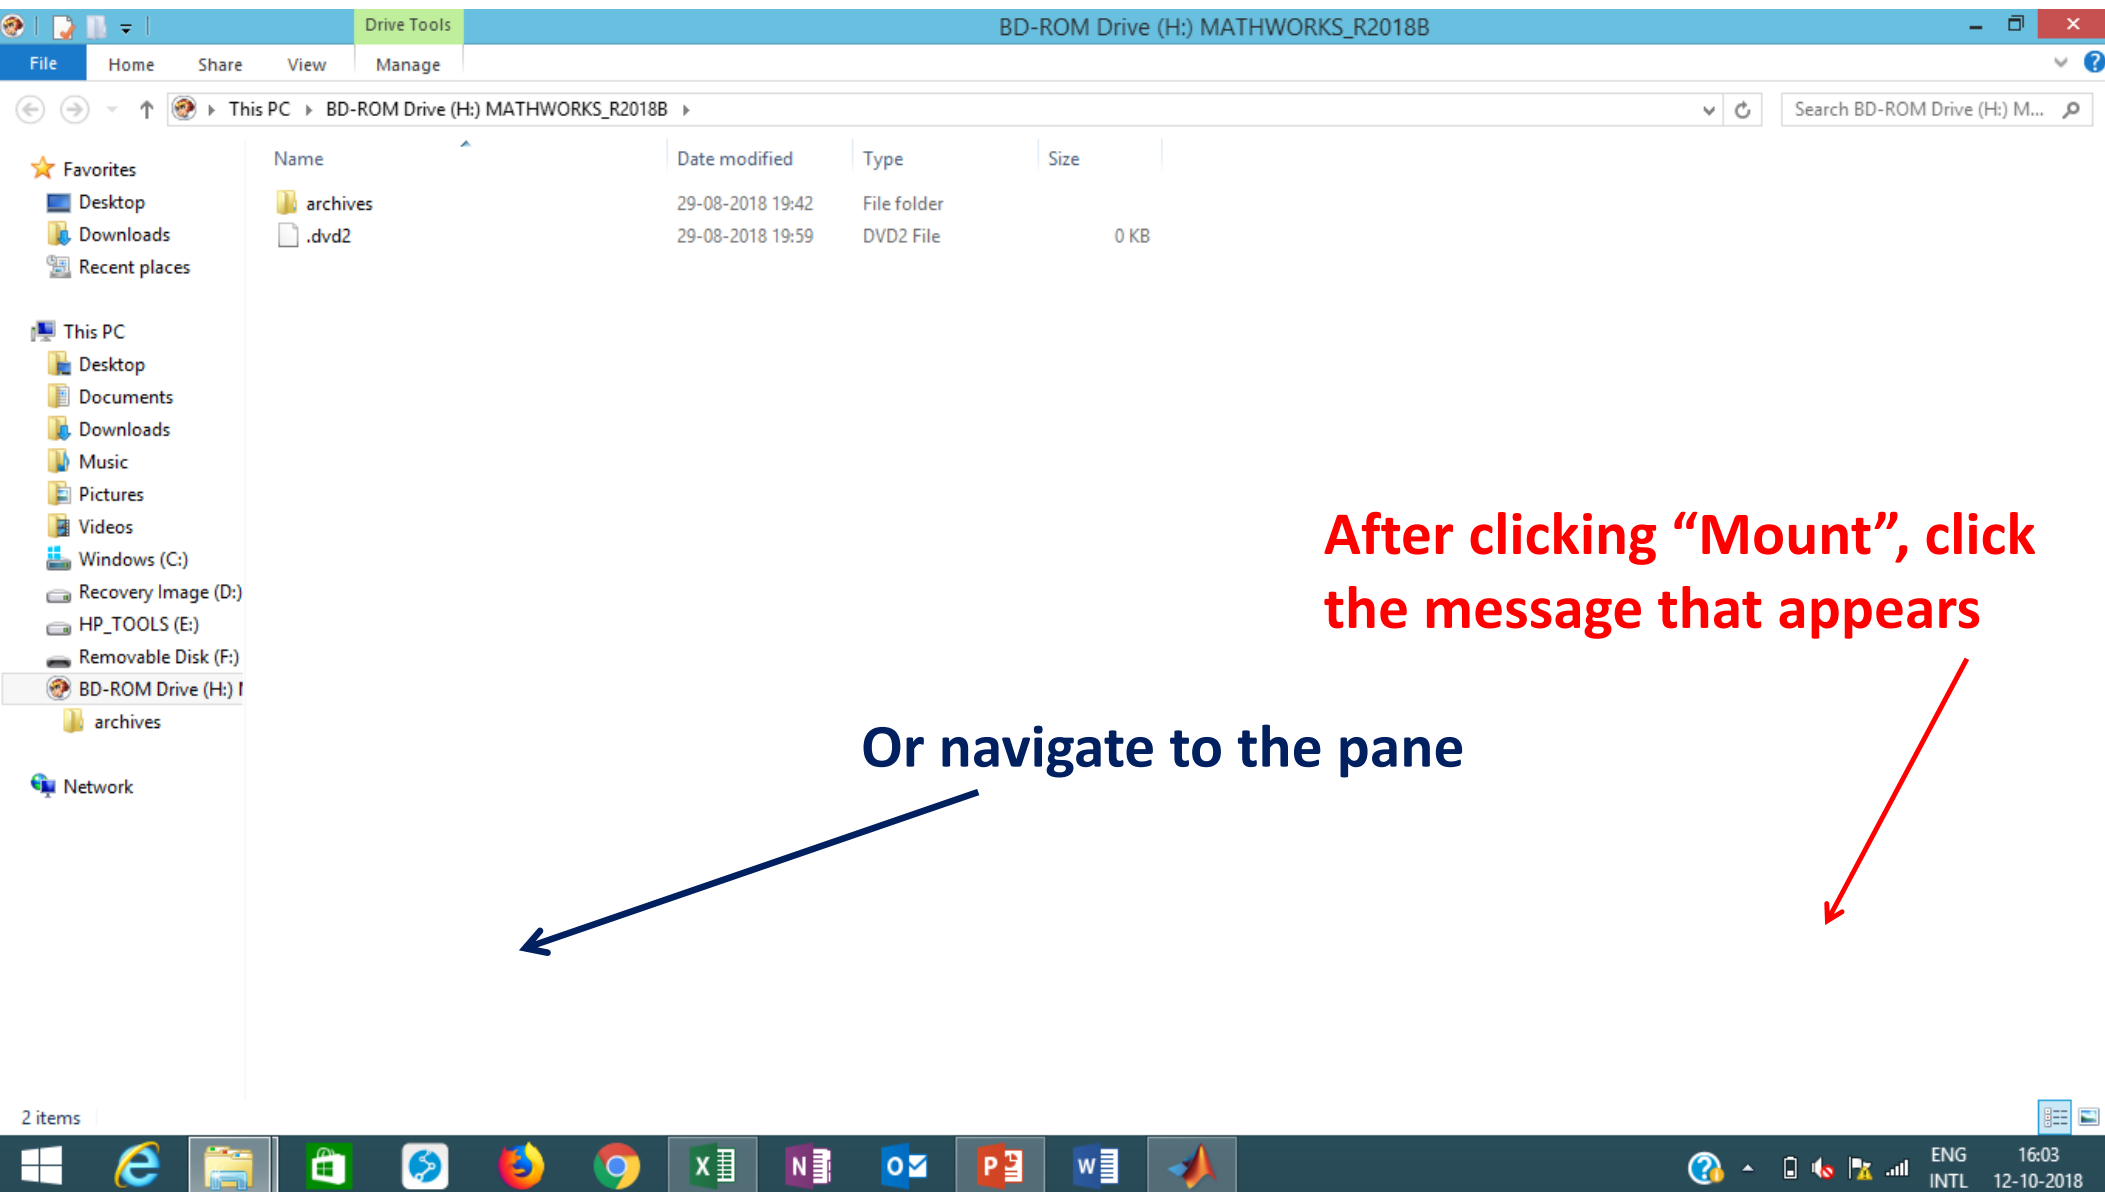 Drive Tools
BD-ROM Drive (H:) MATHWORKS_R2018B
File Home Share View Manage
This PC BD-ROM Drive (H:) MATHWORKS_R2018B
Search BD-ROM Drive (H:) M...
Name Date modified Type Size
archives 29-08-2018 19:42 File folder
.dvd2 29-08-2018 19:59 DVD2 File 0 KB
Favorites
Desktop
Downloads
Recent places
This PC
Desktop
Documents
Downloads
Music
Pictures
Videos
Windows (C:)
Recovery Image (D:)
HP_TOOLS (E:)
Removable Disk (F:)
BD-ROM Drive (H:)
archives
Network
After clicking “Mount”, click
the message that appears
Or navigate to the pane
2 items
ENG 16:03
INTL 12-10-2018